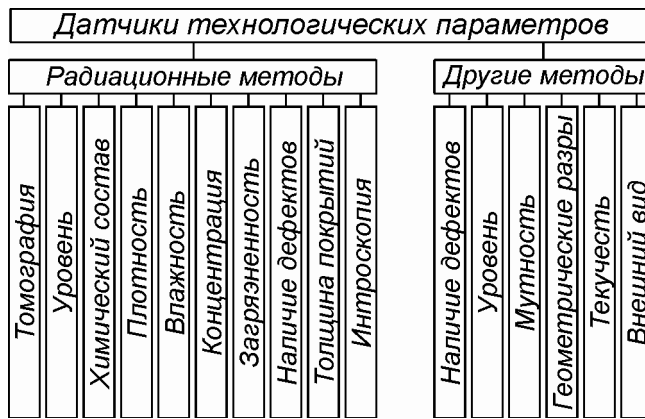 Датчики технологических параметров
Радиационные методы
Другие методы
Томография
Уровень
Химический состав
Плотность
Влажность
Концентрация
Загрязненность
Наличие дефектов
Толщина покрытий
Интроскопия
Наличие дефектов
Уровень
Мутность
Геометрические разры
Текучесть
Внешний вид